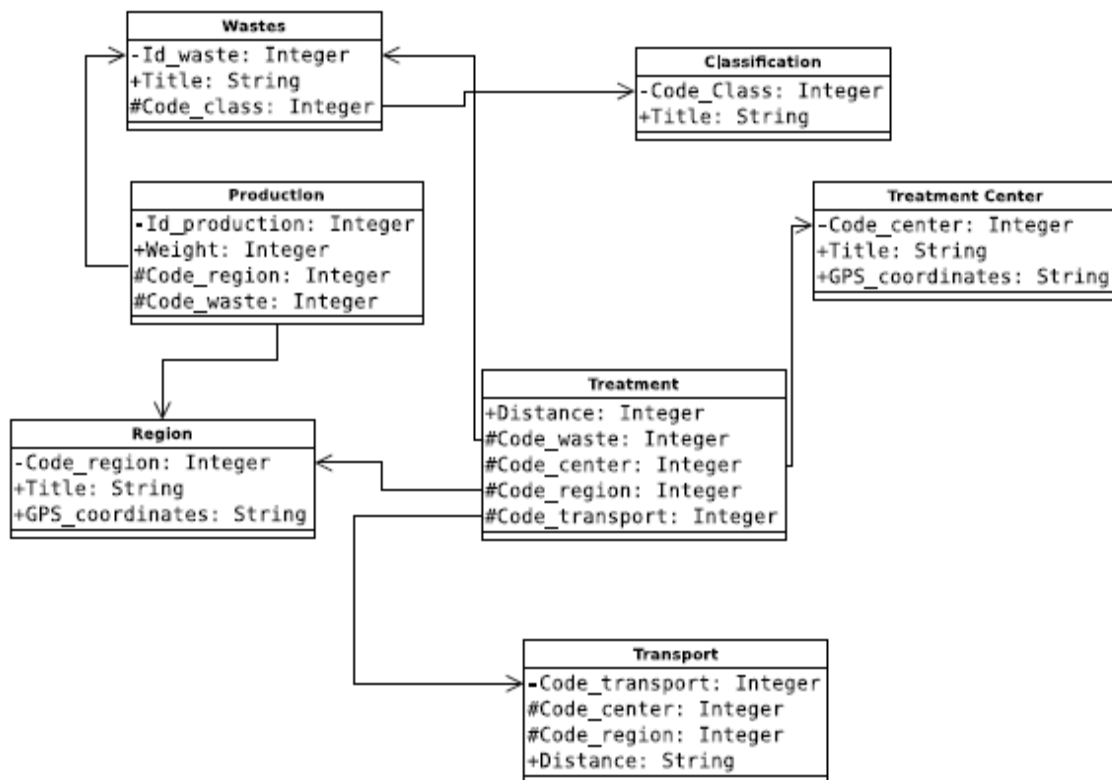 Wastes
-Id_waste: Integer
+Title: String
#Code_class: Integer
Classification
-Code_Class: Integer
+Title: String
Production
-Id_production: Integer
+Weight: Integer
#Code_region: Integer
#Code_waste: Integer
Treatment Center
-Code_center: Integer
+Title: String
+GPS_coordinates: String
Treatment
+Distance: Integer
#Code_waste: Integer
#Code_center: Integer
#Code_region: Integer
#Code_transport: Integer
Region
-Code_region: Integer
+Title: String
+GPS_coordinates: String
Transport
-Code_transport: Integer
#Code_center: Integer
#Code_region: Integer
+Distance: String